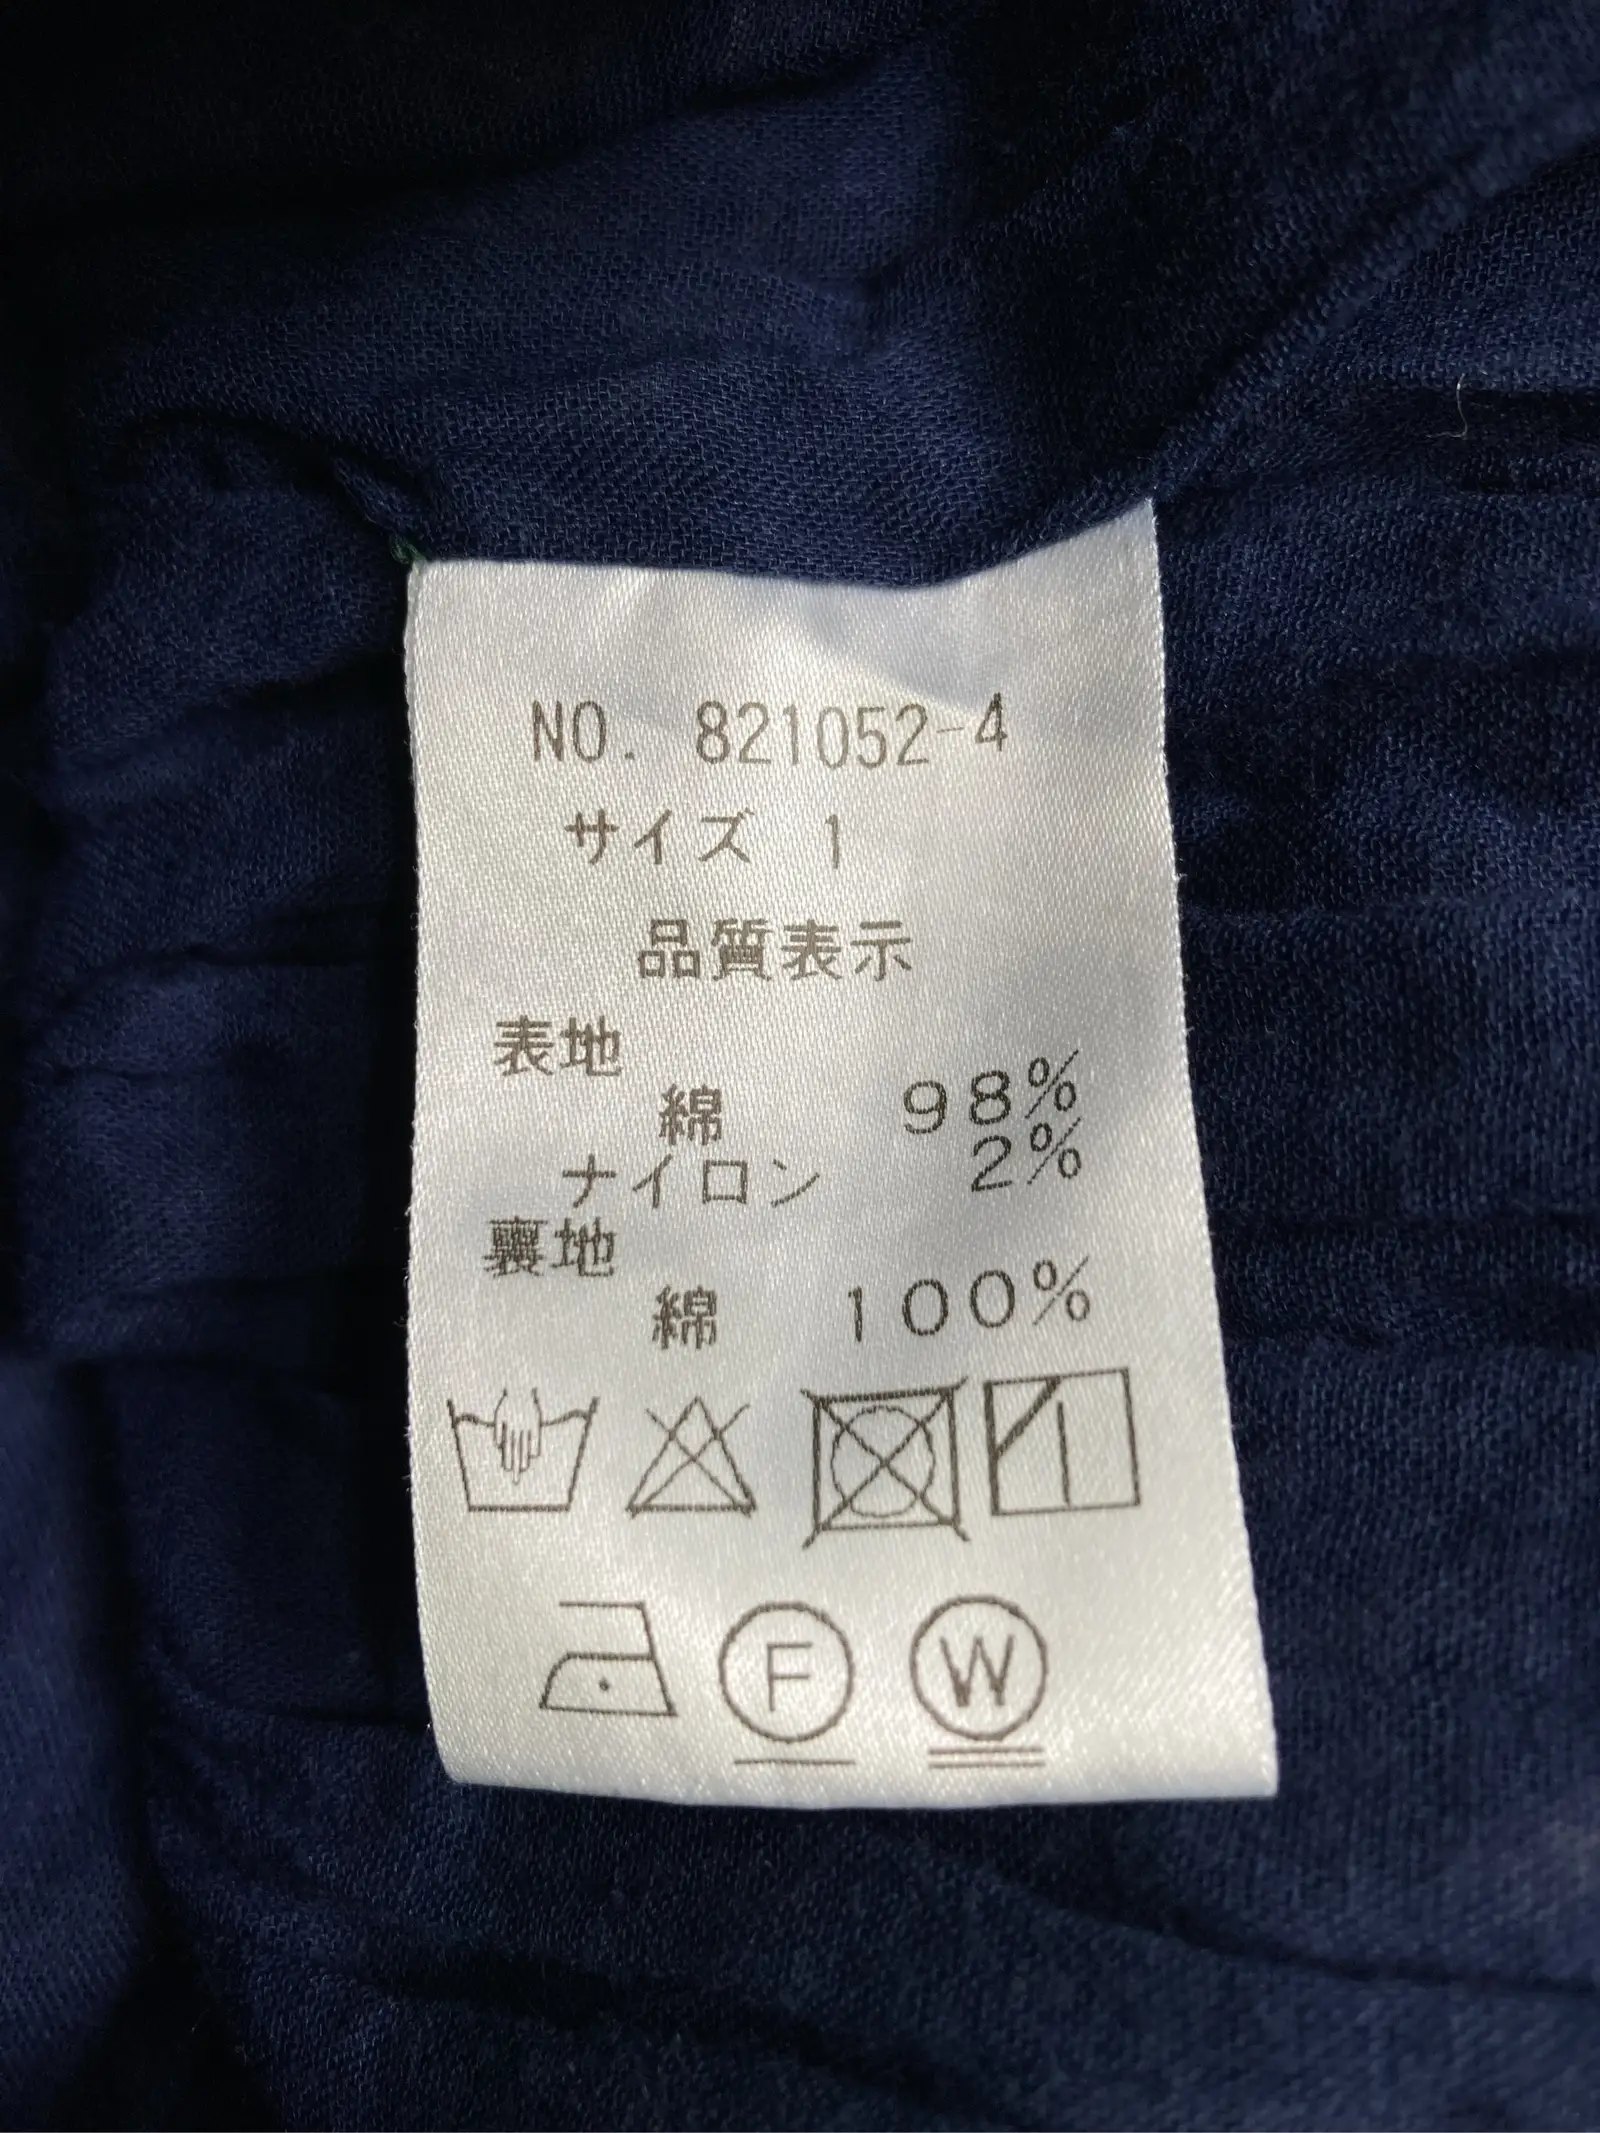 NO. 821052-4
サイズ 1
品質表示
表地
綿 98%
ナイロン 2%
裏地
綿 100%
F W